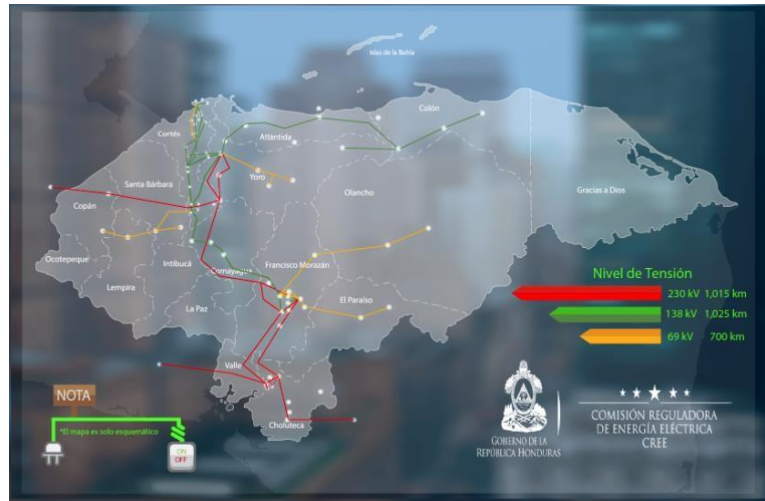 Islas de la Bahía
Colón
Cortés
Atlántida
Yoro
Santa Bárbara
Olancho
Gracias a Dios
Copán
Ocotepeque
Intibucá
Comayagua
Francisco Morazán
Lempira
La Paz
El Paraíso
Valle
Choluteca
Nivel de Tensión
230 kV 1,015 km
138 kV 1,025 km
69 kV 700 km
NOTA
*El mapa es solo esquemático
ON
OFF
GOBIERNO DE LA
REPÚBLICA HONDURAS
COMISIÓN REGULADORA
DE ENERGÍA ELÉCTRICA
CREE